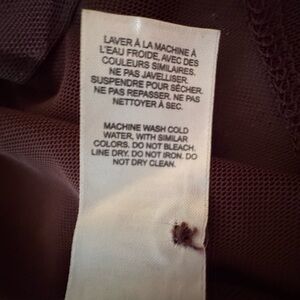 LAVER À LA MACHINE À
L'EAU FROIDE, AVEC DES
COULEURS SIMILAIRES.
NE PAS JAVELLISER.
SUSPENDRE POUR SÉCHER.
NE PAS REPASSER. NE PAS
NETTOYER À SEC.
MACHINE WASH COLD
WATER, WITH SIMILAR
COLORS. DO NOT BLEACH.
LINE DRY. DO NOT IRON. DO
NOT DRY CLEAN.